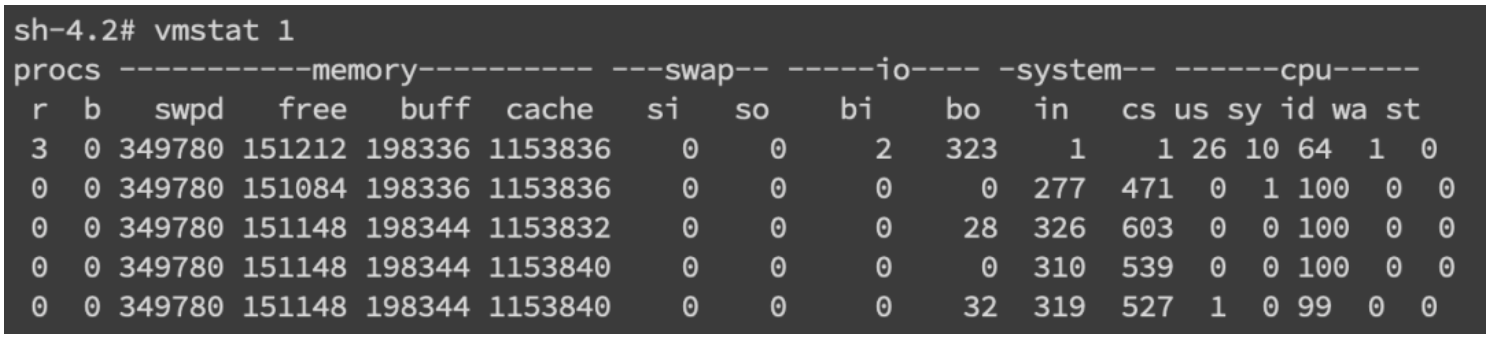 sh-4.2# vmstat 1
procs -----------memory---------- ---swap-- -----io---- -system-- ------cpu-----
 r  b   swpd   free   buff  cache   si   so    bi    bo   in   cs us sy id wa st
 3  0 349780 151212 198336 1153836    0    0     2   323    1    1 26 10 64  1  0
 0  0 349780 151084 198336 1153836    0    0     0     0  277  471  0  1 100  0  0
 0  0 349780 151148 198344 1153832    0    0     0    28  326  603  0  0 100  0  0
 0  0 349780 151148 198344 1153840    0    0     0     0  310  539  0  0 100  0  0
 0  0 349780 151148 198344 1153840    0    0     0    32  319  527  1  0 99  0  0